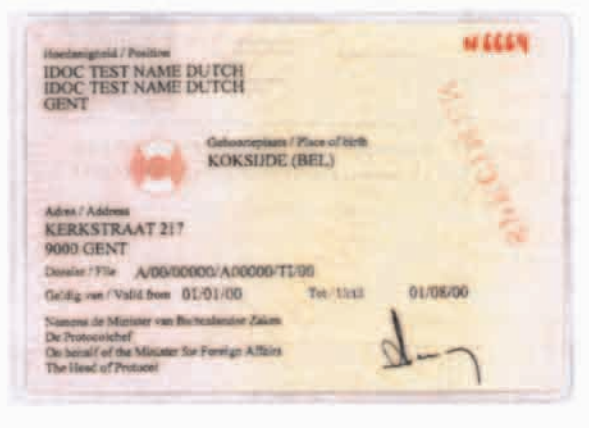 N 6664
Hoedanigheid / Position
IDOC TEST NAME DUTCH
IDOC TEST NAME DUTCH
GENT
SPECIMEN
Geboorteplaats / Place of birth
KOKSIJDE (BEL)
Adres / Address
KERKSTRAAT 217
9000 GENT
Dossier / File A/00/00000/A00000/TI/00
Geldig van / Valid from 01/01/00 Tot / Until 01/08/00
Namens de Minister van Buitenlandse Zaken
De Protocolchef
On behalf of the Minister for Foreign Affairs
The Head of Protocol